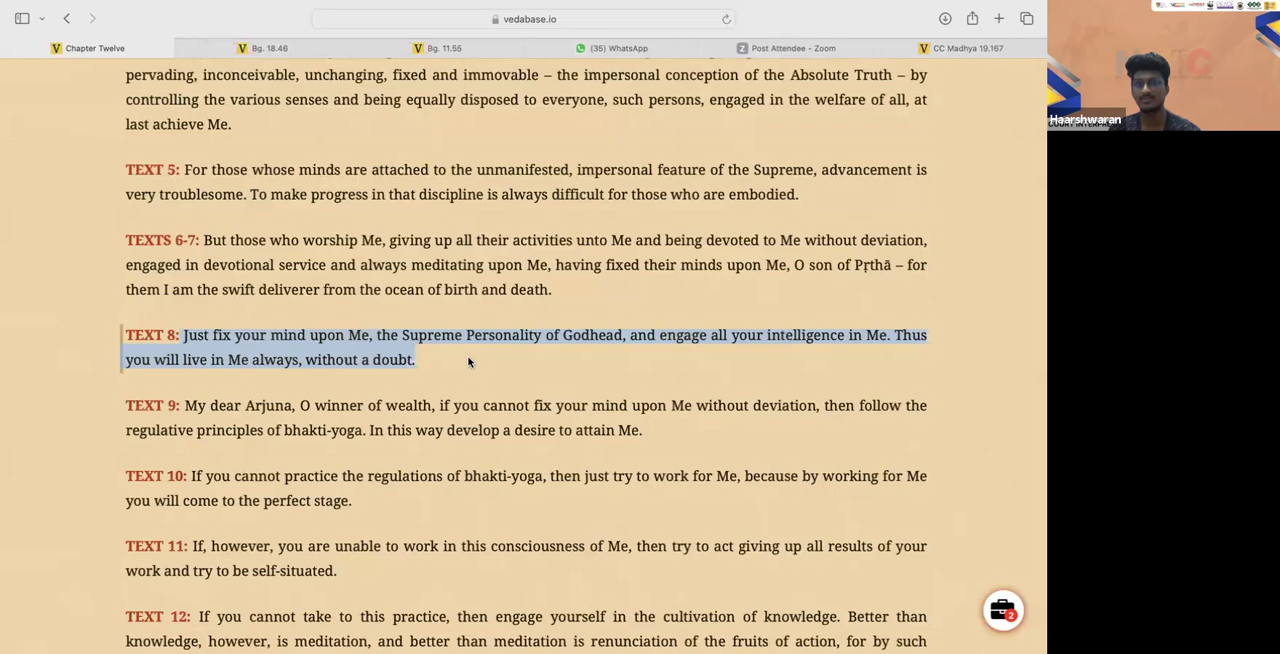 vedabase.io
Chapter Twelve
Bg. 18.46
Bg. 11.55
(35) WhatsApp
Post Attendee - Zoom
CC Madhya 19.167
pervading, inconceivable, unchanging, fixed and immovable – the impersonal conception of the Absolute Truth – by
controlling the various senses and being equally disposed to everyone, such persons, engaged in the welfare of all, at
last achieve Me.
TEXT 5: For those whose minds are attached to the unmanifested, impersonal feature of the Supreme, advancement is
very troublesome. To make progress in that discipline is always difficult for those who are embodied.
TEXTS 6-7: But those who worship Me, giving up all their activities unto Me and being devoted to Me without deviation,
engaged in devotional service and always meditating upon Me, having fixed their minds upon Me, O son of Pṛthā – for
them I am the swift deliverer from the ocean of birth and death.
TEXT 8: Just fix your mind upon Me, the Supreme Personality of Godhead, and engage all your intelligence in Me. Thus
you will live in Me always, without a doubt.
TEXT 9: My dear Arjuna, O winner of wealth, if you cannot fix your mind upon Me without deviation, then follow the
regulative principles of bhakti-yoga. In this way develop a desire to attain Me.
TEXT 10: If you cannot practice the regulations of bhakti-yoga, then just try to work for Me, because by working for Me
you will come to the perfect stage.
TEXT 11: If, however, you are unable to work in this consciousness of Me, then try to act giving up all results of your
work and try to be self-situated.
TEXT 12: If you cannot take to this practice, then engage yourself in the cultivation of knowledge. Better than
knowledge, however, is meditation, and better than meditation is renunciation of the fruits of action, for by such
2
Haarshwaran